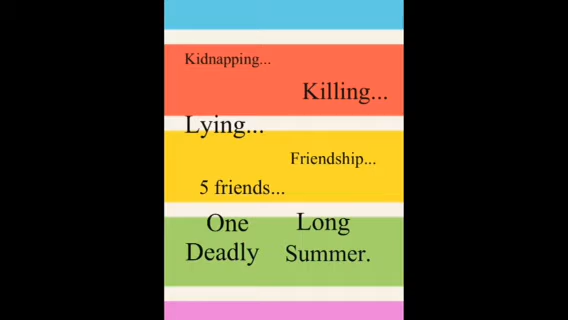 Kidnapping...
Killing...
Lying...
Friendship...
5 friends...
One Long
Deadly Summer.